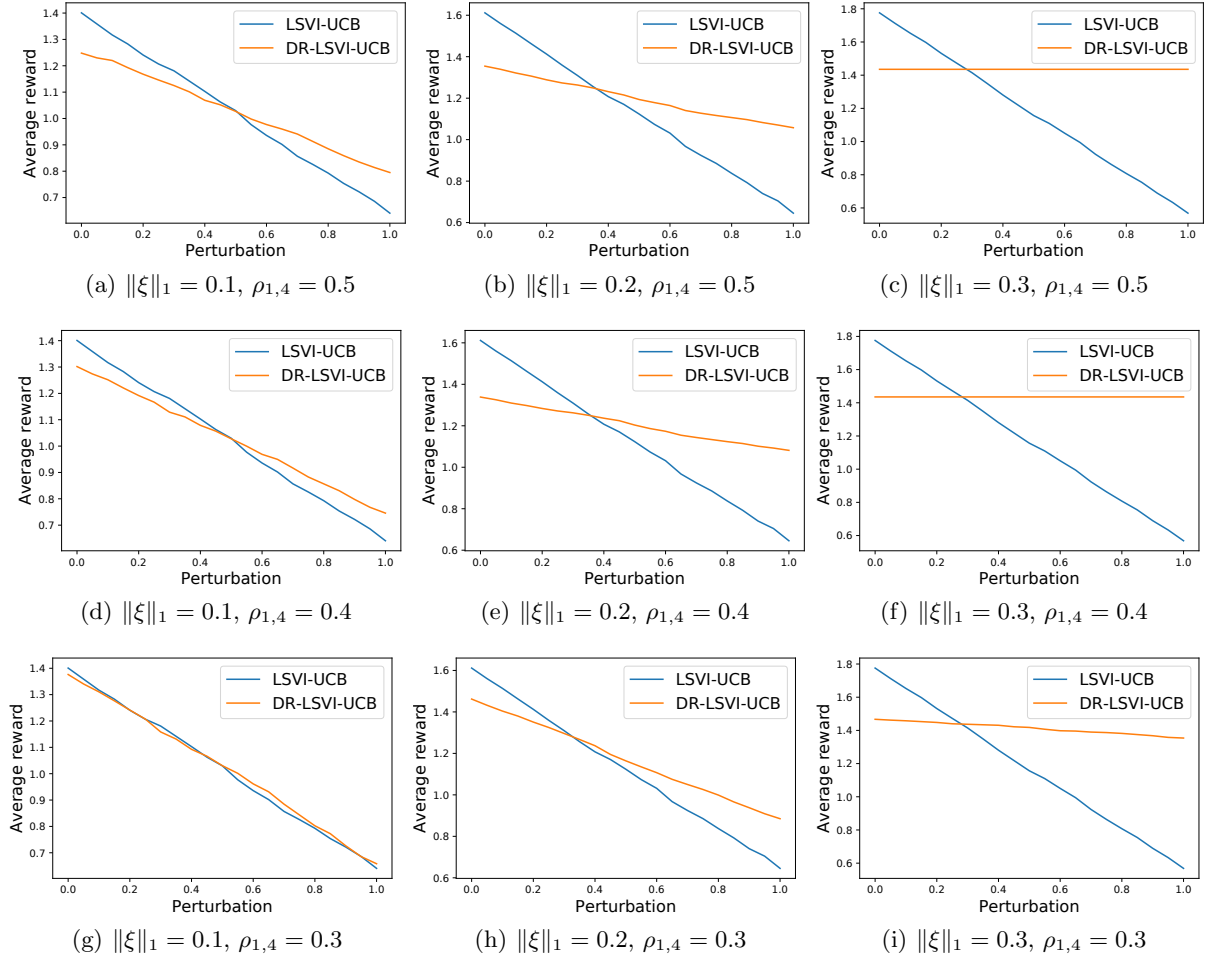 LSVI-UCB
DR-LSVI-UCB
Average reward
1.4
1.3
1.2
1.1
1.0
0.9
0.8
0.7
0.0 0.2 0.4 0.6 0.8 1.0
Perturbation
(a) ‖ξ‖₁ = 0.1, ρ₁,₄ = 0.5
LSVI-UCB
DR-LSVI-UCB
Average reward
1.6
1.4
1.2
1.0
0.8
0.6
0.0 0.2 0.4 0.6 0.8 1.0
Perturbation
(b) ‖ξ‖₁ = 0.2, ρ₁,₄ = 0.5
LSVI-UCB
DR-LSVI-UCB
Average reward
1.8
1.6
1.4
1.2
1.0
0.8
0.6
0.0 0.2 0.4 0.6 0.8 1.0
Perturbation
(c) ‖ξ‖₁ = 0.3, ρ₁,₄ = 0.5
LSVI-UCB
DR-LSVI-UCB
Average reward
1.4
1.3
1.2
1.1
1.0
0.9
0.8
0.7
0.0 0.2 0.4 0.6 0.8 1.0
Perturbation
(d) ‖ξ‖₁ = 0.1, ρ₁,₄ = 0.4
LSVI-UCB
DR-LSVI-UCB
Average reward
1.6
1.4
1.2
1.0
0.8
0.6
0.0 0.2 0.4 0.6 0.8 1.0
Perturbation
(e) ‖ξ‖₁ = 0.2, ρ₁,₄ = 0.4
LSVI-UCB
DR-LSVI-UCB
Average reward
1.8
1.6
1.4
1.2
1.0
0.8
0.6
0.0 0.2 0.4 0.6 0.8 1.0
Perturbation
(f) ‖ξ‖₁ = 0.3, ρ₁,₄ = 0.4
LSVI-UCB
DR-LSVI-UCB
Average reward
1.4
1.3
1.2
1.1
1.0
0.9
0.8
0.7
0.0 0.2 0.4 0.6 0.8 1.0
Perturbation
(g) ‖ξ‖₁ = 0.1, ρ₁,₄ = 0.3
LSVI-UCB
DR-LSVI-UCB
Average reward
1.6
1.4
1.2
1.0
0.8
0.6
0.0 0.2 0.4 0.6 0.8 1.0
Perturbation
(h) ‖ξ‖₁ = 0.2, ρ₁,₄ = 0.3
LSVI-UCB
DR-LSVI-UCB
Average reward
1.8
1.6
1.4
1.2
1.0
0.8
0.6
0.0 0.2 0.4 0.6 0.8 1.0
Perturbation
(i) ‖ξ‖₁ = 0.3, ρ₁,₄ = 0.3